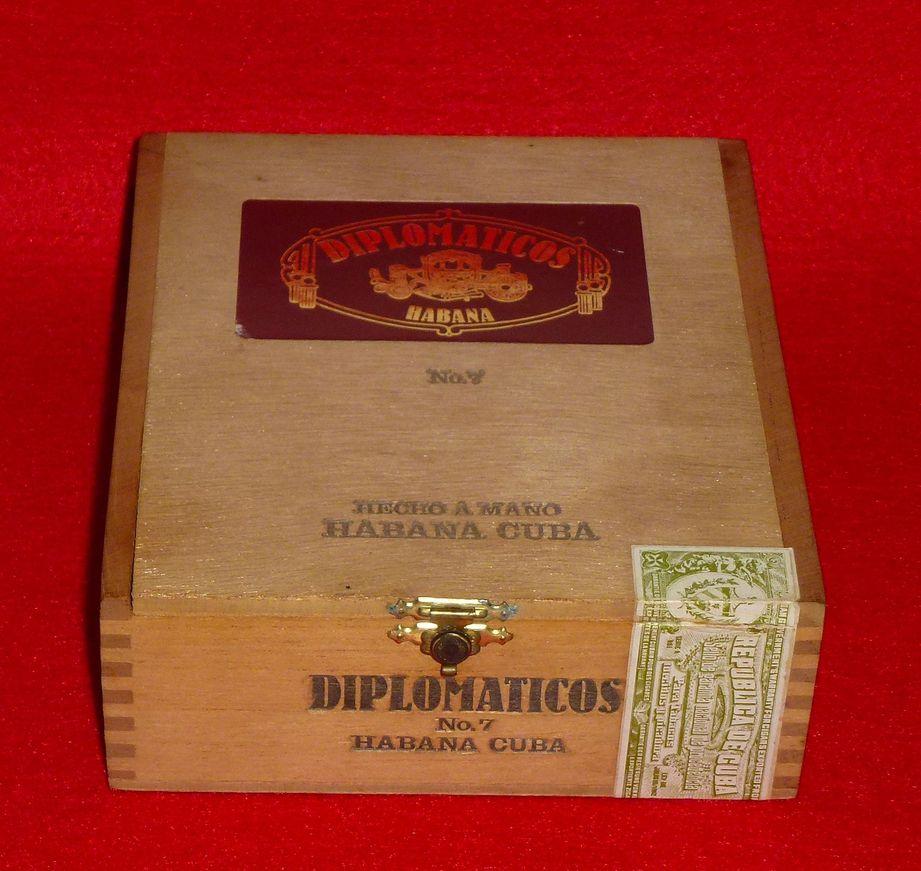 DIPLOMATICOS
HABANA
No.7
HECHO A MANO
HABANA CUBA
DIPLOMATICOS
No.7
HABANA CUBA
REPUBLICA DE CUBA